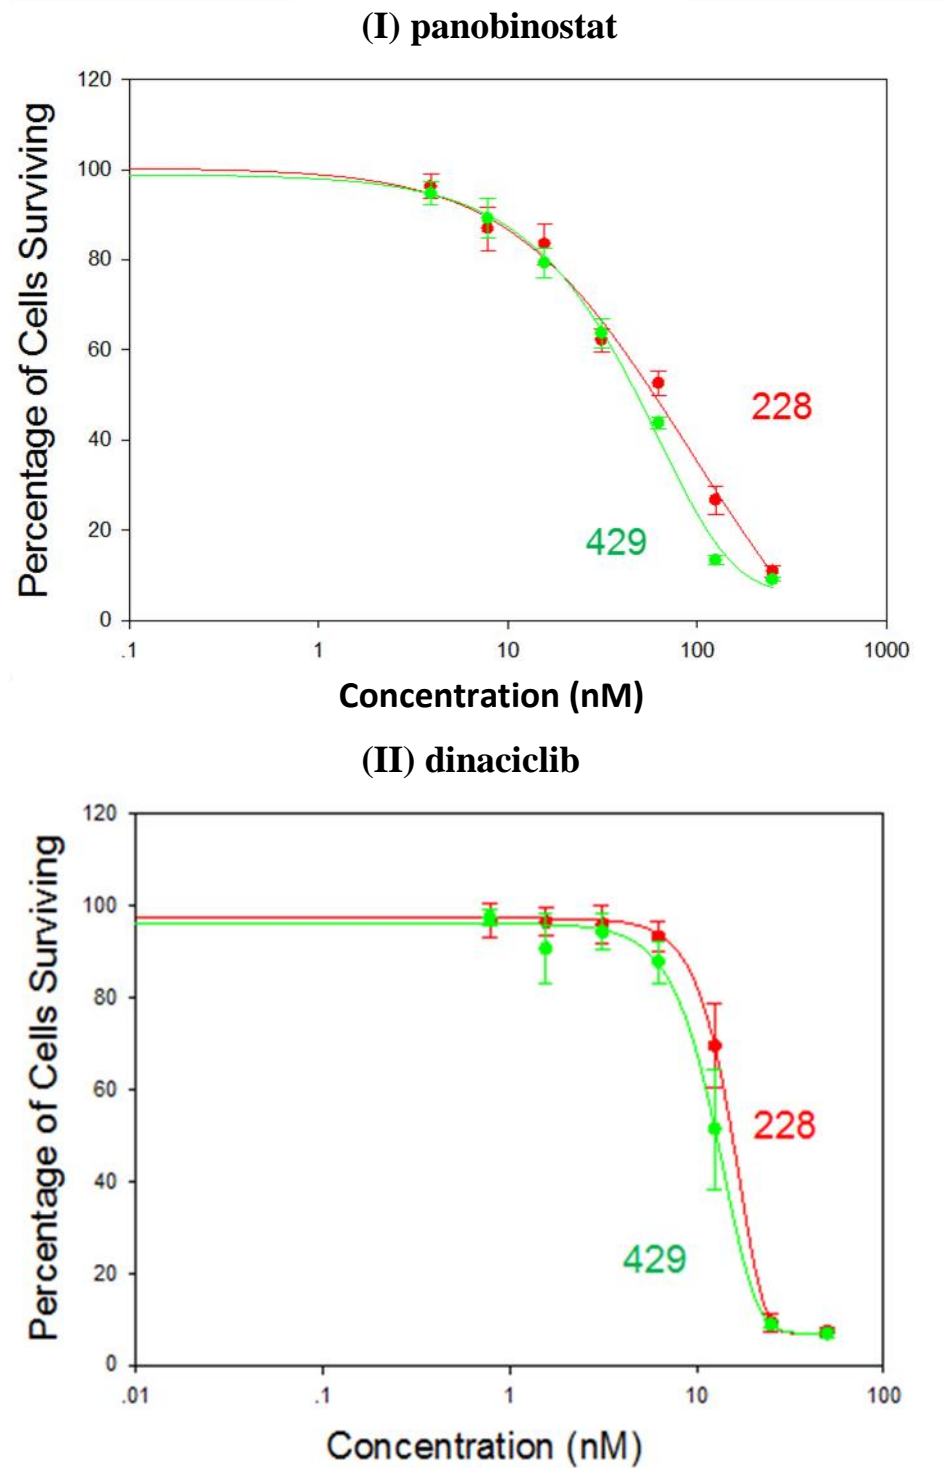 (I) panobinostat
Percentage of Cells Surviving
120
100
80
60
40
20
0
228
429
.1 1 10 100 1000
Concentration (nM)
(II) dinaciclib
Percentage of Cells Surviving
120
100
80
60
40
20
0
228
429
.01 .1 1 10 100
Concentration (nM)